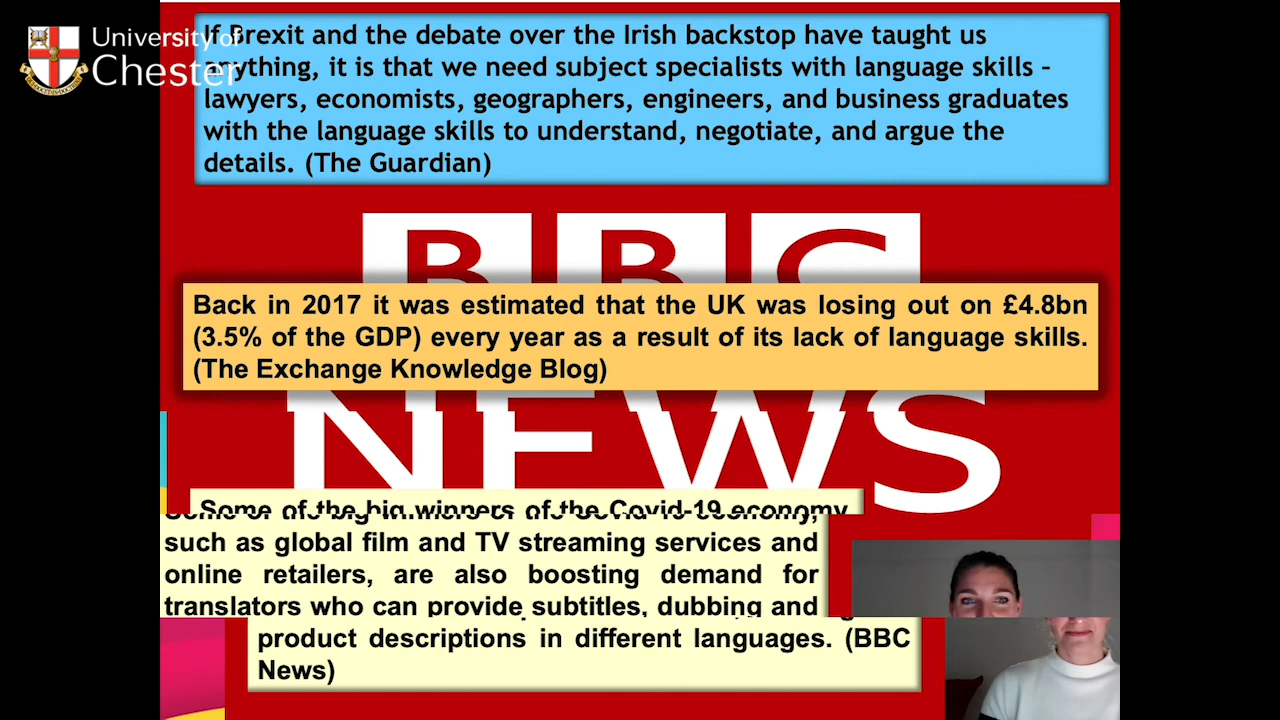 University of
Chester
If Brexit and the debate over the Irish backstop have taught us
anything, it is that we need subject specialists with language skills –
lawyers, economists, geographers, engineers, and business graduates
with the language skills to understand, negotiate, and argue the
details. (The Guardian)
BBC
Back in 2017 it was estimated that the UK was losing out on £4.8bn
(3.5% of the GDP) every year as a result of its lack of language skills.
(The Exchange Knowledge Blog)
NEWS
Some of the big winners of the Covid-19 economy,
such as global film and TV streaming services and
online retailers, are also boosting demand for
translators who can provide subtitles, dubbing and
product descriptions in different languages. (BBC
News)